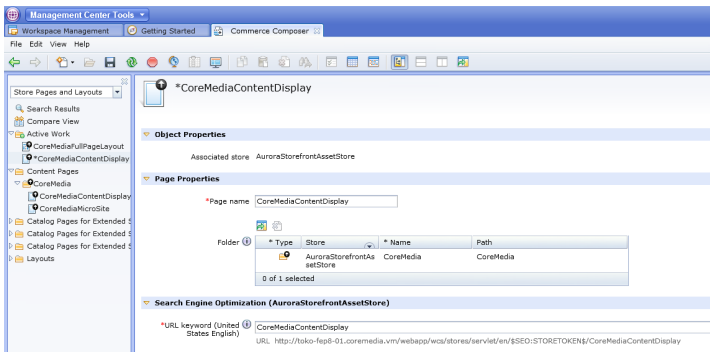 Management Center Tools
Workspace Management
Getting Started
Commerce Composer
File Edit View Help
Store Pages and Layouts
Search Results
Compare View
Active Work
CoreMediaFullPageLayout
*CoreMediaContentDisplay
Content Pages
CoreMedia
CoreMediaContentDisplay
CoreMediaMicroSite
Catalog Pages for Extended S
Catalog Pages for Extended S
Catalog Pages for Extended S
Layouts
*CoreMediaContentDisplay
Object Properties
Associated store AuroraStorefrontAssetStore
Page Properties
*Page name CoreMediaContentDisplay
Folder
* Type Store * Name Path
AuroraStorefrontAs CoreMedia CoreMedia
setStore
0 of 1 selected
Search Engine Optimization (AuroraStorefrontAssetStore)
*URL keyword (United CoreMediaContentDisplay
States English)
URL http://toko-fep8-01.coremedia.vm/webapp/wcs/stores/servlet/en/$SEO:STORETOKEN$/CoreMediaContentDisplay